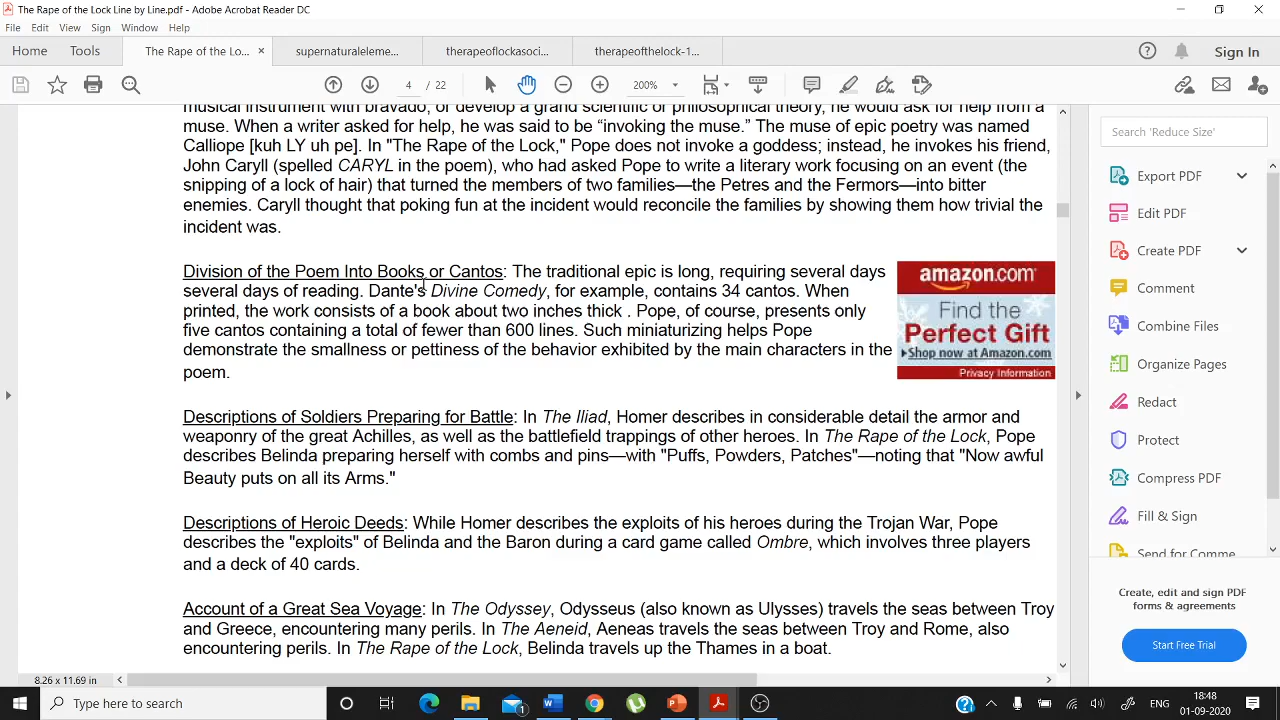 The Rape of the Lock Line by Line.pdf - Adobe Acrobat Reader DC
File Edit View Sign Window Help
Home Tools The Rape of the Lo... × supernaturaleleme... therapeoflockasoci... therapeofthelock-1... Sign In
4 / 22 200%
musical instrument with bravado, or develop a grand scientific or philosophical theory, he would ask for help from a
muse. When a writer asked for help, he was said to be “invoking the muse.” The muse of epic poetry was named
Calliope [kuh LY uh pe]. In "The Rape of the Lock," Pope does not invoke a goddess; instead, he invokes his friend,
John Caryll (spelled CARYL in the poem), who had asked Pope to write a literary work focusing on an event (the
snipping of a lock of hair) that turned the members of two families—the Petres and the Fermors—into bitter
enemies. Caryll thought that poking fun at the incident would reconcile the families by showing them how trivial the
incident was.
Division of the Poem Into Books or Cantos: The traditional epic is long, requiring several days
several days of reading. Dante's Divine Comedy, for example, contains 34 cantos. When
printed, the work consists of a book about two inches thick . Pope, of course, presents only
five cantos containing a total of fewer than 600 lines. Such miniaturizing helps Pope
demonstrate the smallness or pettiness of the behavior exhibited by the main characters in the
poem.
amazon.com
Find the
Perfect Gift
Shop now at Amazon.com
Privacy Information
Descriptions of Soldiers Preparing for Battle: In The Iliad, Homer describes in considerable detail the armor and
weaponry of the great Achilles, as well as the battlefield trappings of other heroes. In The Rape of the Lock, Pope
describes Belinda preparing herself with combs and pins—with "Puffs, Powders, Patches"—noting that "Now awful
Beauty puts on all its Arms."
Descriptions of Heroic Deeds: While Homer describes the exploits of his heroes during the Trojan War, Pope
describes the "exploits" of Belinda and the Baron during a card game called Ombre, which involves three players
and a deck of 40 cards.
Account of a Great Sea Voyage: In The Odyssey, Odysseus (also known as Ulysses) travels the seas between Troy
and Greece, encountering many perils. In The Aeneid, Aeneas travels the seas between Troy and Rome, also
encountering perils. In The Rape of the Lock, Belinda travels up the Thames in a boat.
8.26 x 11.69 in
Search 'Reduce Size'
Export PDF
Edit PDF
Create PDF
Comment
Combine Files
Organize Pages
Redact
Protect
Compress PDF
Fill & Sign
Send for Comme
Create, edit and sign PDF
forms & agreements
Start Free Trial
Type here to search
1
ENG
18:48
01-09-2020